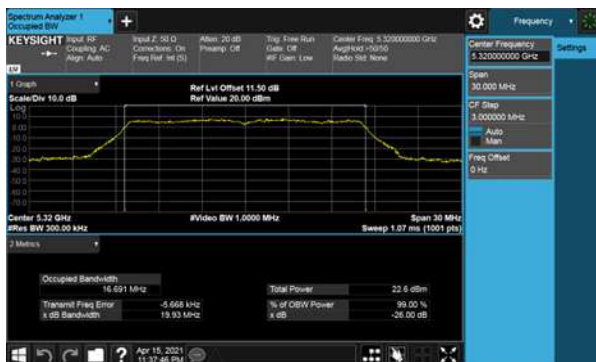 Spectrum Analyzer 1
Occupied BW
Frequency
KEYSIGHT
Input: RF
Coupling: AC
Align: Auto
Input Z: 50 Ω
Corrections: On
Freq Ref: Int (S)
Atten: 20 dB
Preamp: Off
Trig: Free Run
Gate: Off
#IF Gain: Low
Center Freq: 5.320000000 GHz
Avg|Hold:>50/50
Radio Std: None
Center Frequency
5.320000000 GHz
Settings
Span
30.000 MHz
CF Step
3.000000 MHz
Auto
Man
Freq Offset
0 Hz
1 Graph
Scale/Div 10.0 dB
Ref Lvl Offset 11.50 dB
Ref Value 20.00 dBm
Log
10.0
0.00
-10.0
-20.0
-30.0
-40.0
-50.0
-60.0
-70.0
Center 5.32 GHz
#Res BW 300.00 kHz
#Video BW 1.0000 MHz
Span 30 MHz
Sweep 1.07 ms (1001 pts)
2 Metrics
Occupied Bandwidth
16.691 MHz
Total Power
22.6 dBm
Transmit Freq Error
-5.668 kHz
% of OBW Power
99.00 %
x dB Bandwidth
19.93 MHz
x dB
-26.00 dB
?
Apr 15, 2021
11:37:46 PM